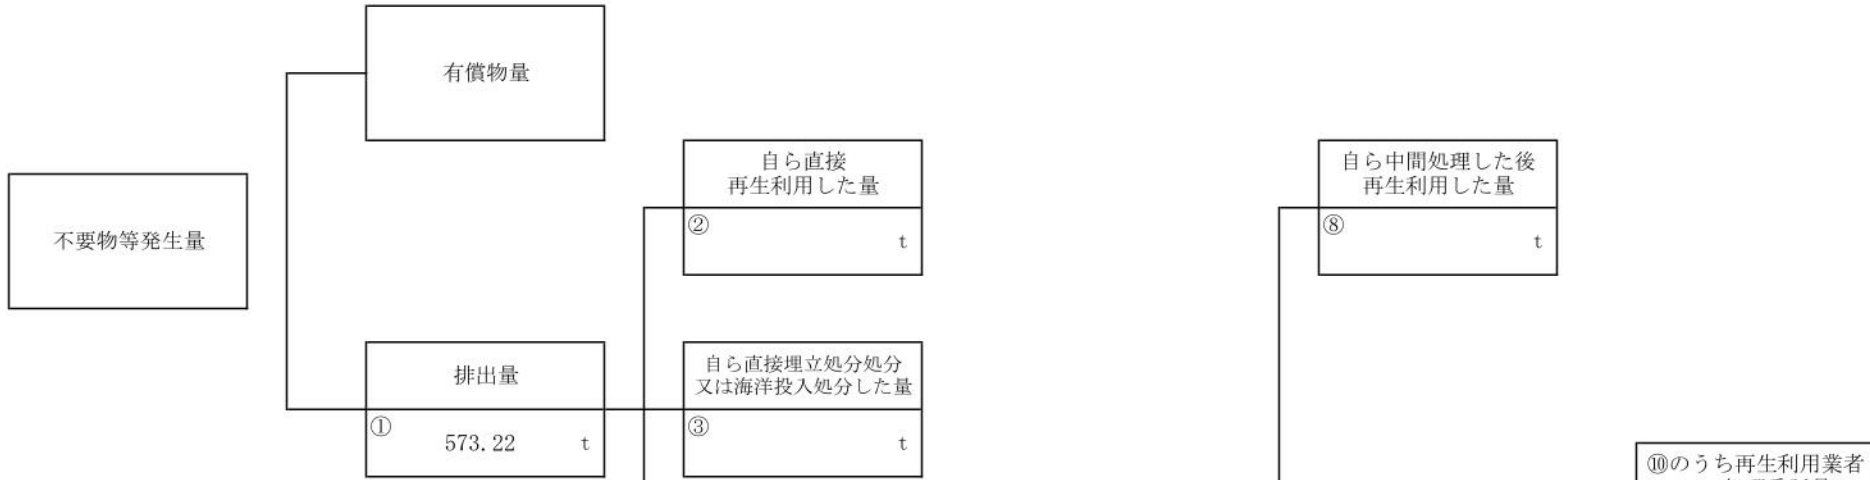 有償物量
自ら直接
再生利用した量
②
t
自ら中間処理した後
再生利用した量
⑧
t
不要物等発生量
排出量
①
573.22 t
自ら直接埋立処分処分
又は海洋投入処分した量
③
t
⑩のうち再生利用業者